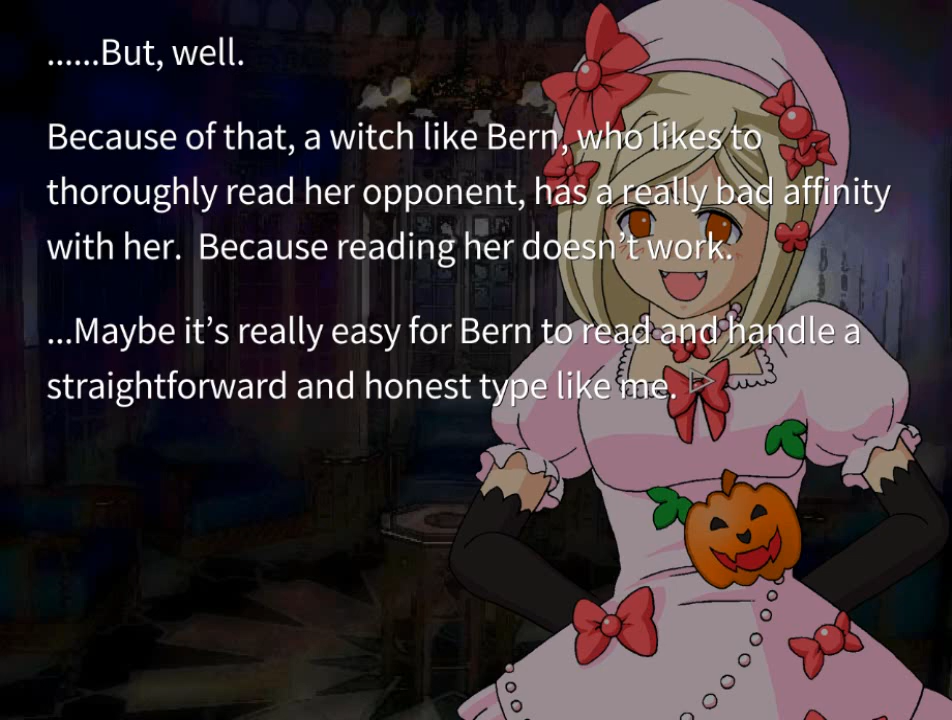 ......But, well.
Because of that, a witch like Bern, who likes to
thoroughly read her opponent, has a really bad affinity
with her.  Because reading her doesn’t work.
...Maybe it’s really easy for Bern to read and handle a
straightforward and honest type like me.